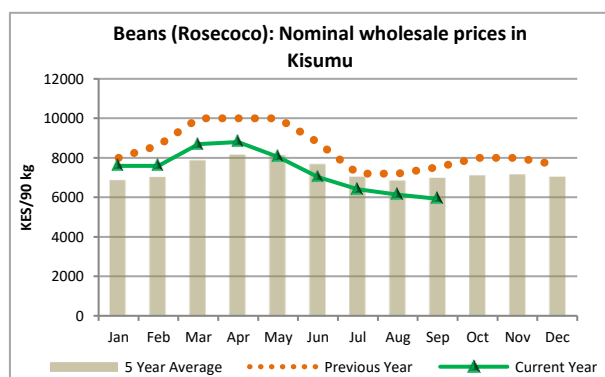 Beans (Rosecoco): Nominal wholesale prices in
Kisumu
KES/90 kg
12000
10000
8000
6000
4000
2000
0
Jan Feb Mar Apr May Jun Jul Aug Sep Oct Nov Dec
5 Year Average Previous Year Current Year